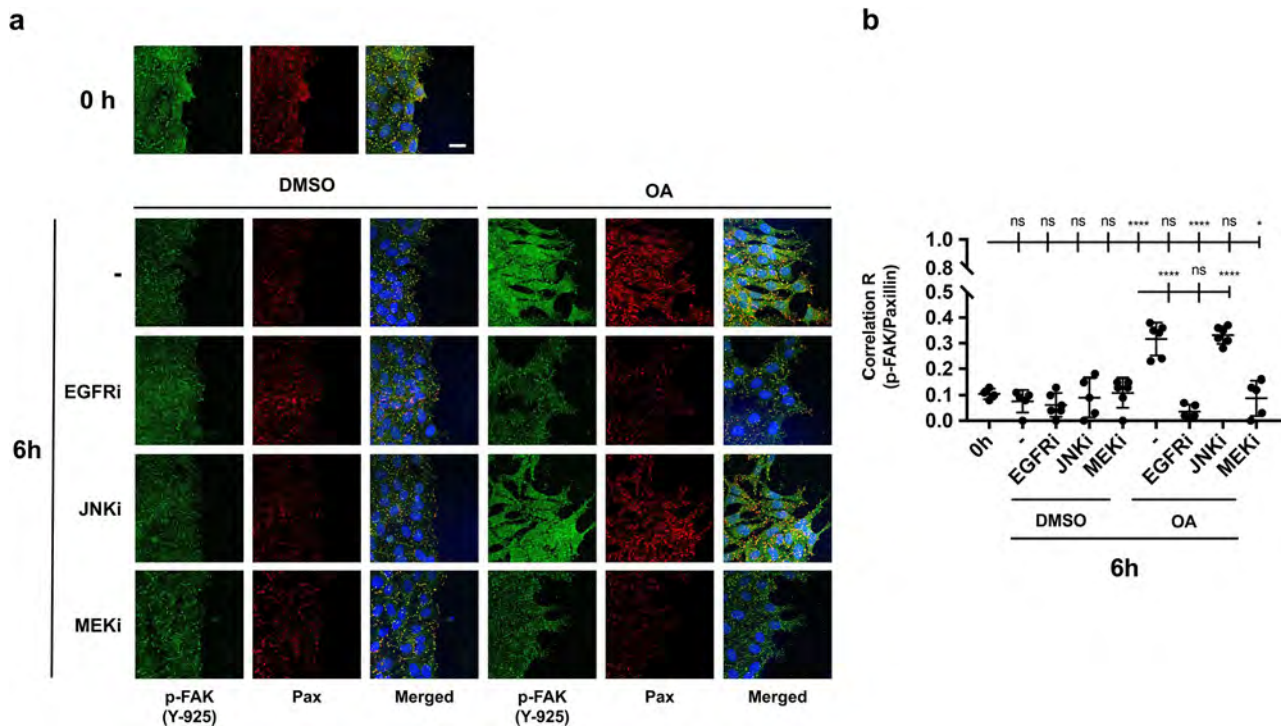 a
0 h
DMSO
OA
6h
-
EGFRi
JNKi
MEKi
p-FAK
(Y-925)
Pax
Merged
p-FAK
(Y-925)
Pax
Merged
b
ns ns ns ns **** ns **** ns *
**** ns ****
Correlation R
(p-FAK/Paxillin)
1.0
0.8
0.5
0.4
0.3
0.2
0.1
0.0
0h - EGFRi JNKi MEKi - EGFRi JNKi MEKi
DMSO OA
6h